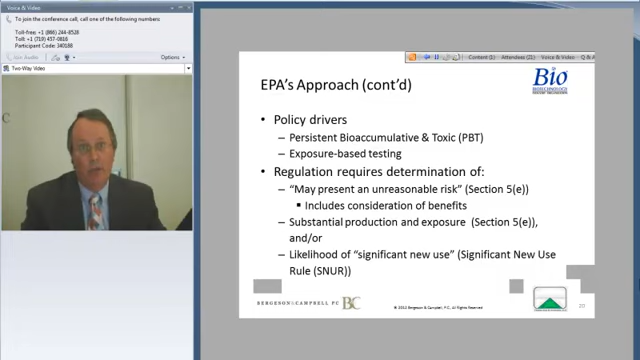 Voice & Video
To join the conference call, call one of the following numbers
Toll-free: +1 (866) 244-8528
Toll: +1 (719) 457-0816
Participant Code: 340188
Join Audio
Options
Two-Way Video
Content (1)
Attendees (21)
Voice & Video
Q & A
EPA's Approach (cont'd)
Bio
• Policy drivers
– Persistent Bioaccumulative & Toxic (PBT)
– Exposure-based testing
• Regulation requires determination of:
– "May present an unreasonable risk" (Section 5(e))
▪ Includes consideration of benefits
– Substantial production and exposure (Section 5(e)),
and/or
– Likelihood of "significant new use" (Significant New Use
Rule (SNUR))
BERGESON & CAMPBELL PC
BC
Bergeson & Campbell, P.C. All Rights Reserved
20